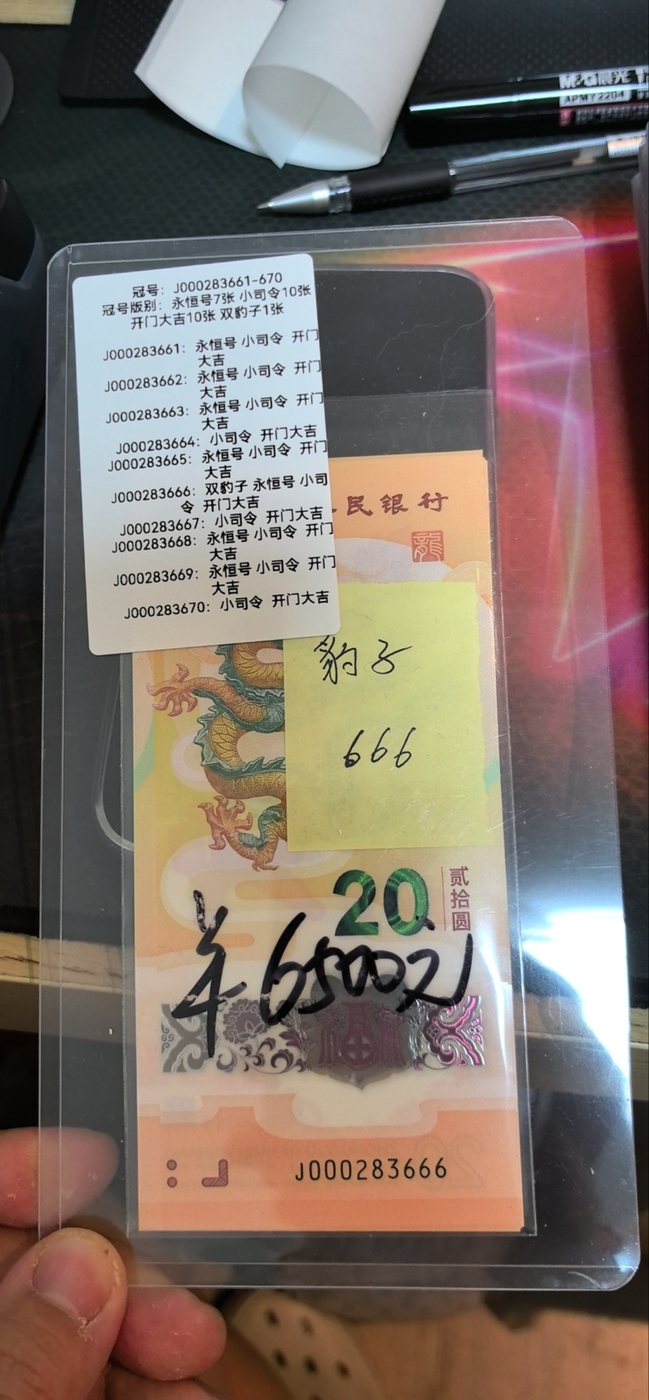 M&G晨光
APMY2204
冠号：J000283661-670
冠号版别：永恒号7张 小司令10张
开门大吉10张 双豹子1张
J000283661：永恒号 小司令 开门
大吉
J000283662：永恒号 小司令 开门
大吉
J000283663：永恒号 小司令 开门
大吉
J000283664：小司令 开门大吉
J000283665：永恒号 小司令 开门
大吉
J000283666：双豹子 永恒号 小司
令 开门大吉
J000283667：小司令 开门大吉
J000283668：永恒号 小司令 开门
大吉
J000283669：永恒号 小司令 开门
大吉
J000283670：小司令 开门大吉
民银行
龍
豹子
666
20
贰拾圆
¥6500元
福
J000283666